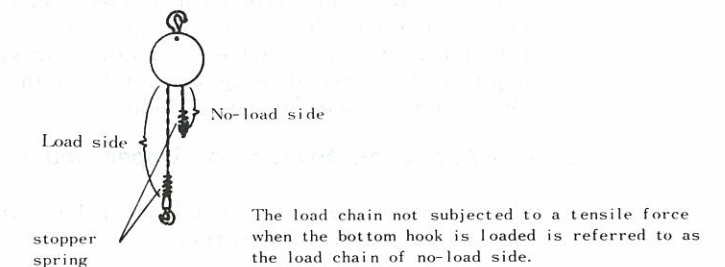 No-load side
Load side
stopper
spring
The load chain not subjected to a tensile force
when the bottom hook is loaded is referred to as
the load chain of no-load side.